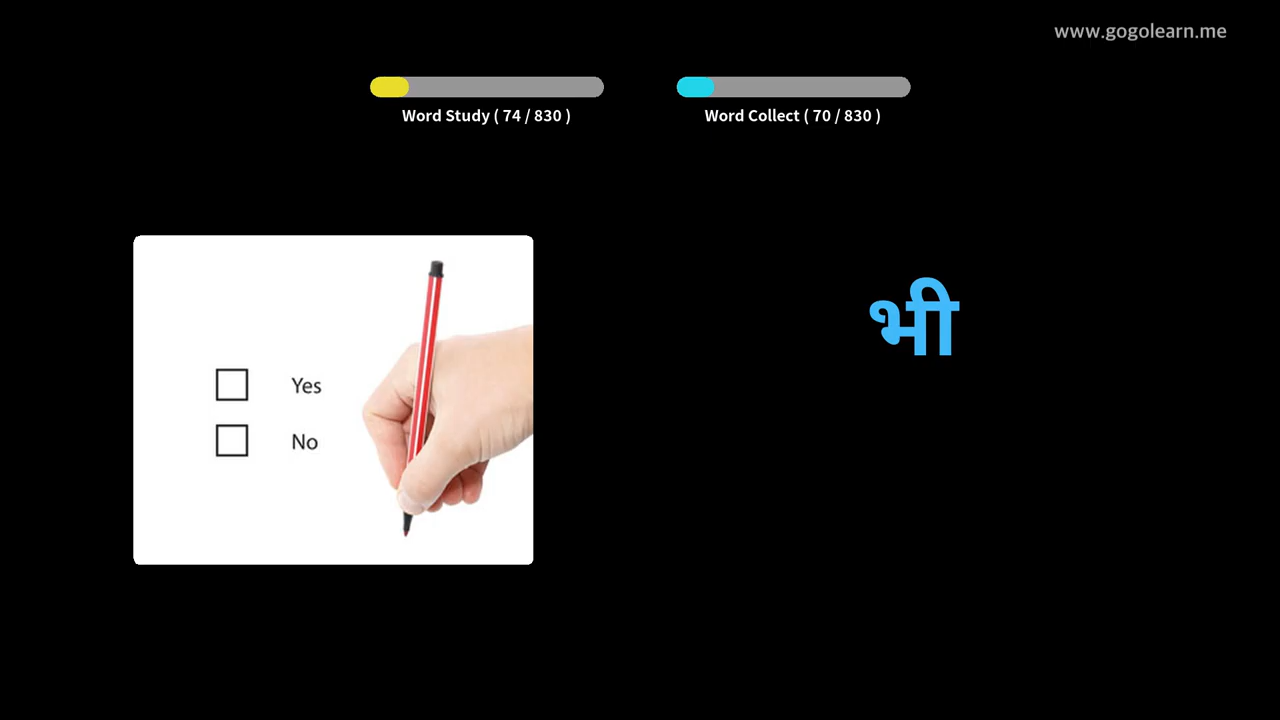 www.gogolearn.me
Word Study ( 74 / 830 )
Word Collect ( 70 / 830 )
Yes
No
भी